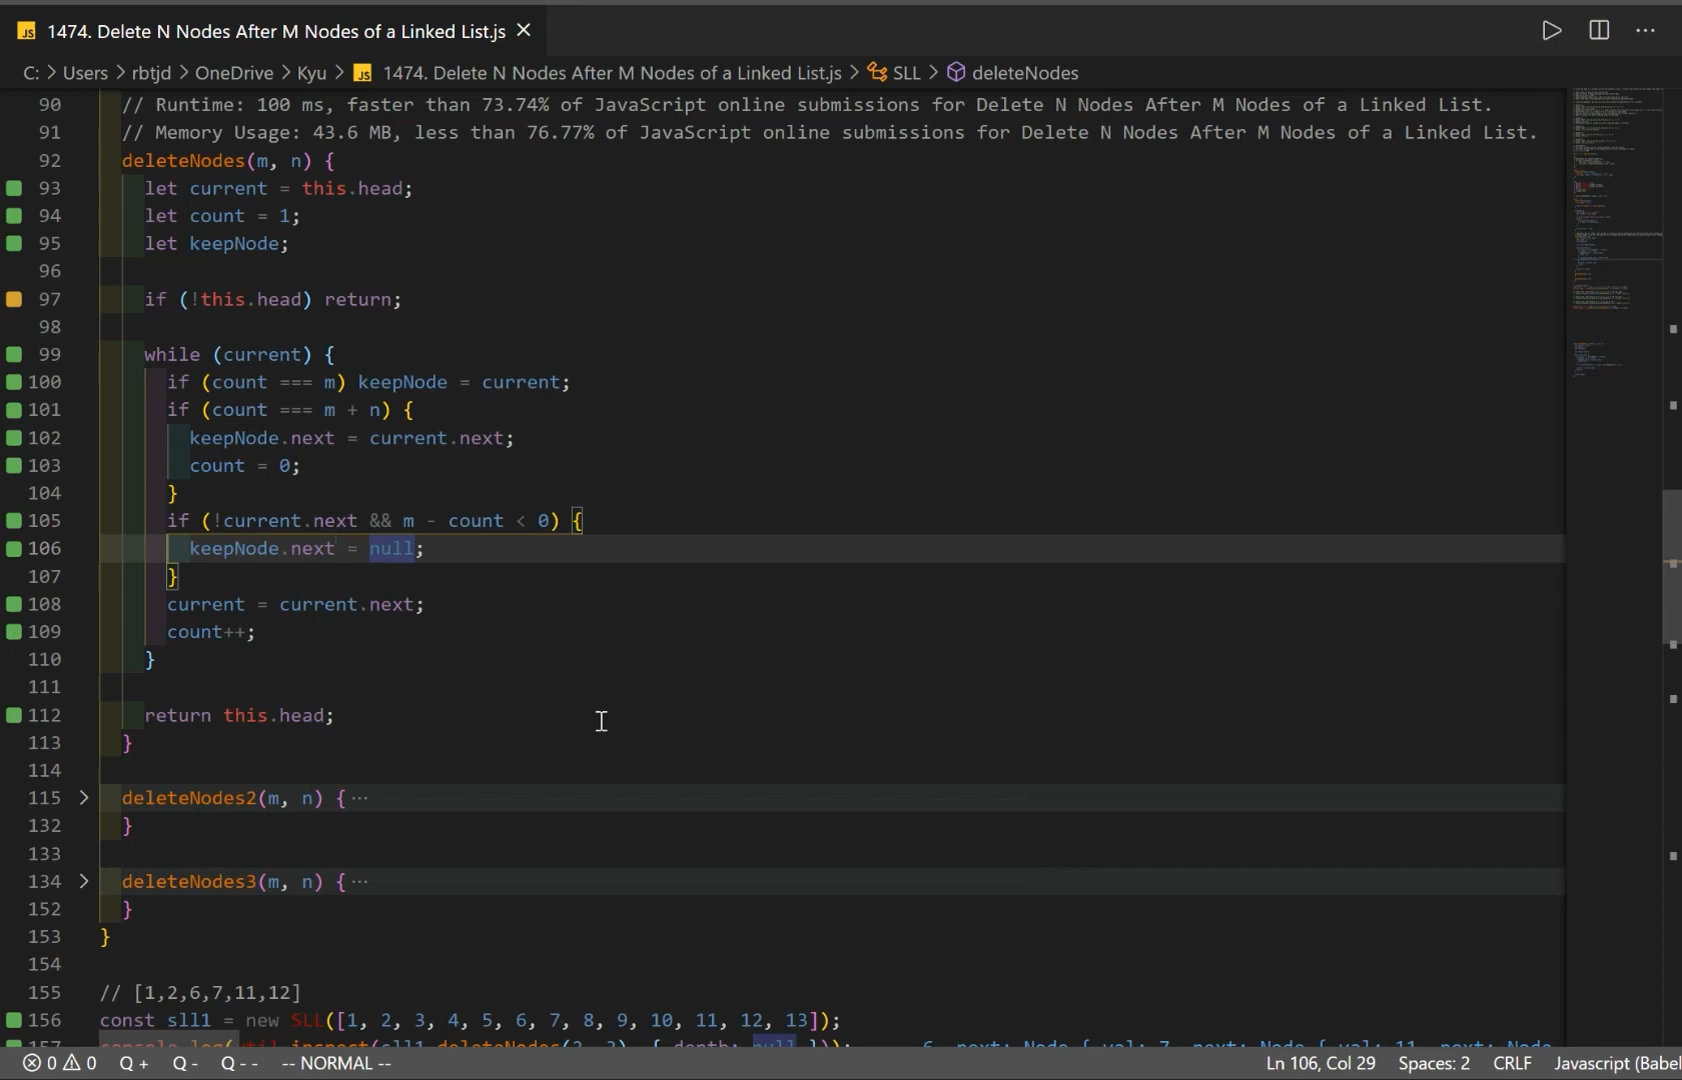 JS 1474. Delete N Nodes After M Nodes of a Linked List.js
C: > Users > rbtjd > OneDrive > Kyu > JS 1474. Delete N Nodes After M Nodes of a Linked List.js > SLL > deleteNodes
90 // Runtime: 100 ms, faster than 73.74% of JavaScript online submissions for Delete N Nodes After M Nodes of a Linked List.
91 // Memory Usage: 43.6 MB, less than 76.77% of JavaScript online submissions for Delete N Nodes After M Nodes of a Linked List.
92 deleteNodes(m, n) {
93 let current = this.head;
94 let count = 1;
95 let keepNode;
96
97 if (!this.head) return;
98
99 while (current) {
100 if (count === m) keepNode = current;
101 if (count === m + n) {
102 keepNode.next = current.next;
103 count = 0;
104 }
105 if (!current.next && m - count < 0) {
106 keepNode.next = null;
107 }
108 current = current.next;
109 count++;
110 }
111
112 return this.head;
113 }
114
115 deleteNodes2(m, n) { ...
132 }
133
134 deleteNodes3(m, n) { ...
152 }
153 }
154
155 // [1,2,6,7,11,12]
156 const sll1 = new SLL([1, 2, 3, 4, 5, 6, 7, 8, 9, 10, 11, 12, 13]);
0 0 Q + Q - Q - - -- NORMAL -- Ln 106, Col 29 Spaces: 2 CRLF Javascript (Babel